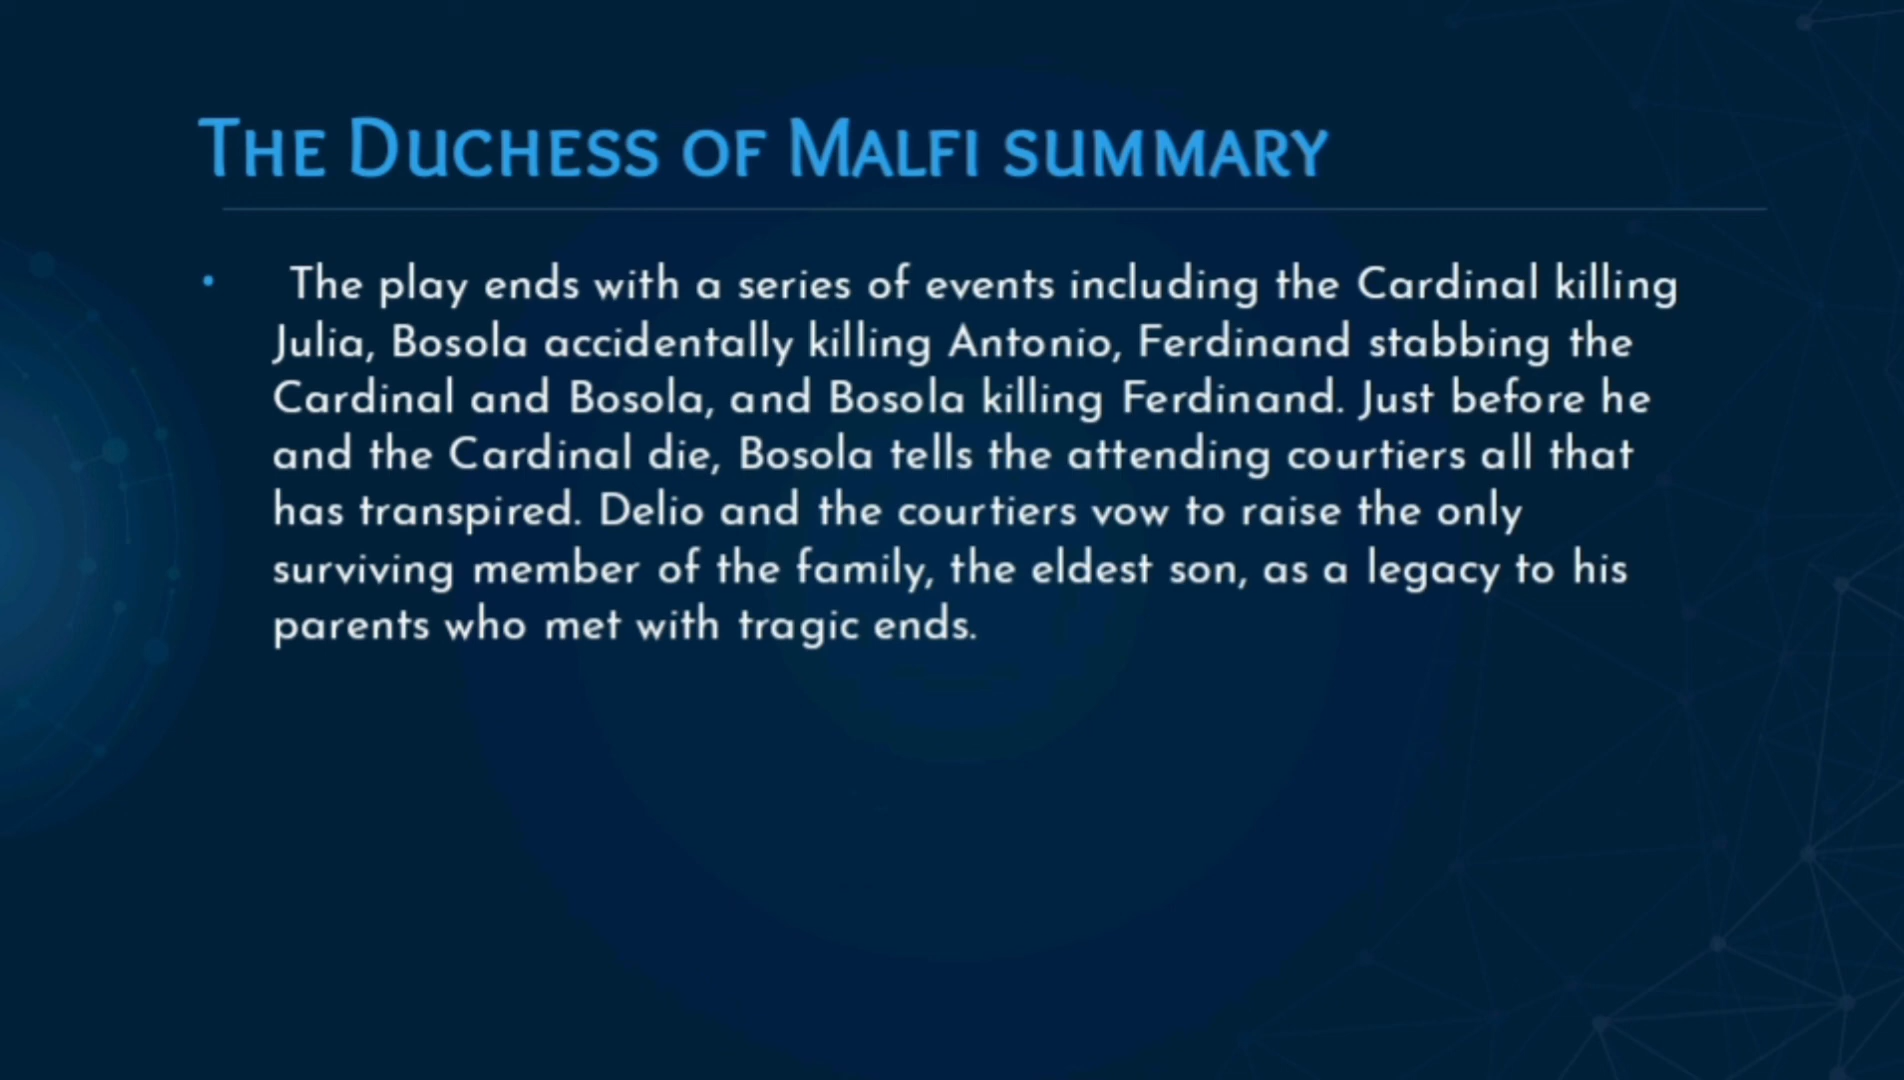 The Duchess of Malfi summary
• The play ends with a series of events including the Cardinal killing
Julia, Bosola accidentally killing Antonio, Ferdinand stabbing the
Cardinal and Bosola, and Bosola killing Ferdinand. Just before he
and the Cardinal die, Bosola tells the attending courtiers all that
has transpired. Delio and the courtiers vow to raise the only
surviving member of the family, the eldest son, as a legacy to his
parents who met with tragic ends.